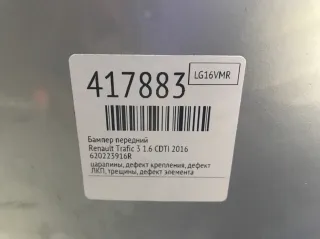 LG16VMR
417883
Бампер передний
Renault Trafic 3 1.6 CDTI 2016
620223916R
царапины, дефект крепления, дефект
ЛКП, трещины, дефект элемента